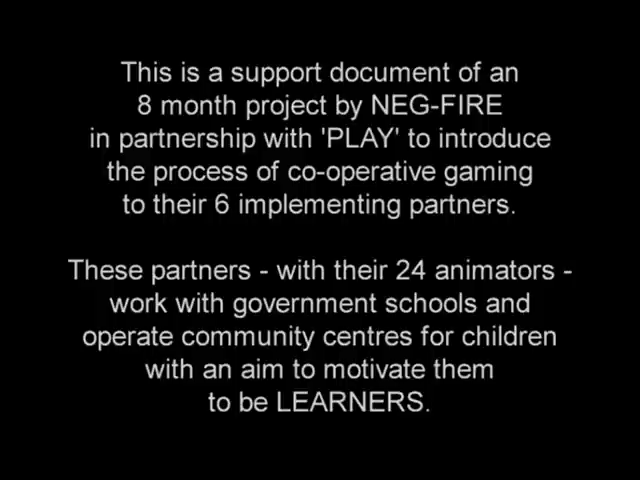 This is a support document of an
8 month project by NEG-FIRE
in partnership with 'PLAY' to introduce
the process of co-operative gaming
to their 6 implementing partners.
These partners - with their 24 animators -
work with government schools and
operate community centres for children
with an aim to motivate them
to be LEARNERS.